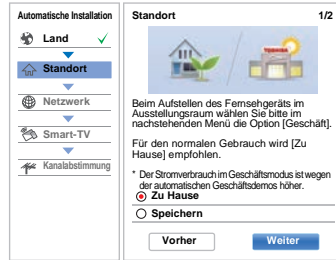 Automatische Installation
Land
Standort
Netzwerk
Smart-TV
Kanalabstimmung
Standort 1/2
TOSHIBA
Beim Aufstellen des Fernsehgeräts im
Ausstellungsraum wählen Sie bitte im
nachstehenden Menü die Option [Geschäft].
Für den normalen Gebrauch wird [Zu
Hause] empfohlen.
* Der Stromverbrauch im Geschäftsmodus ist wegen
der automatischen Geschäftsdemos höher.
Zu Hause
Speichern
Vorher Weiter